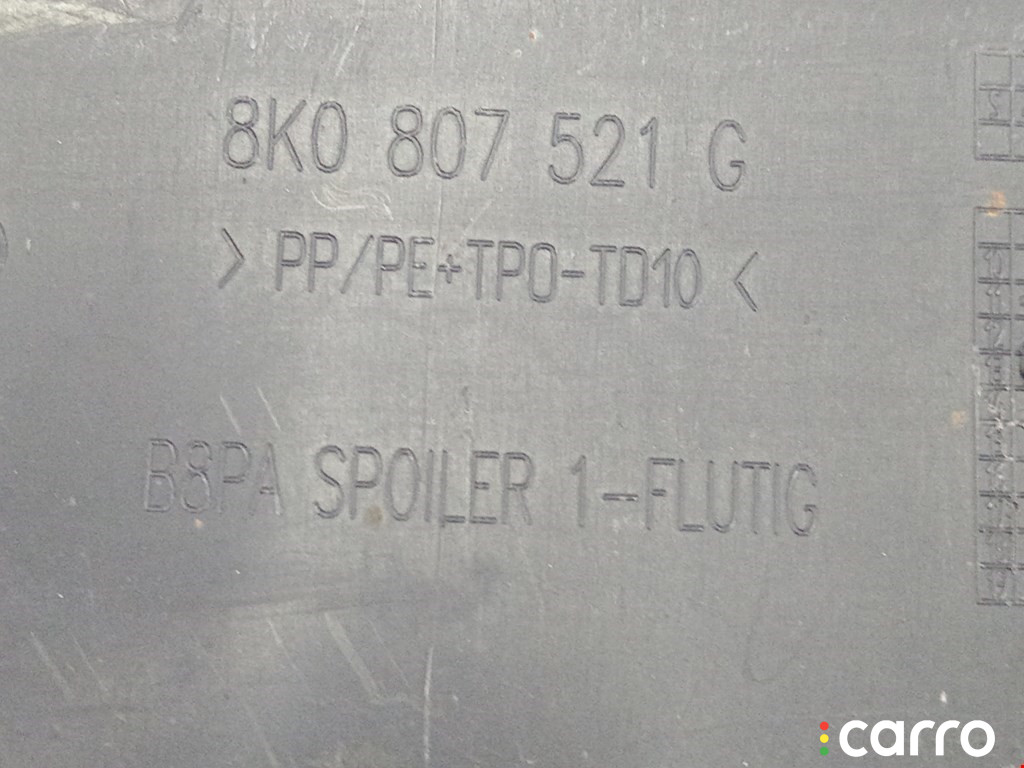 8K0 807 521 G
> PP/PE+TPO-TD10 <
B8PA SPOILER 1-FLUTIG
carro